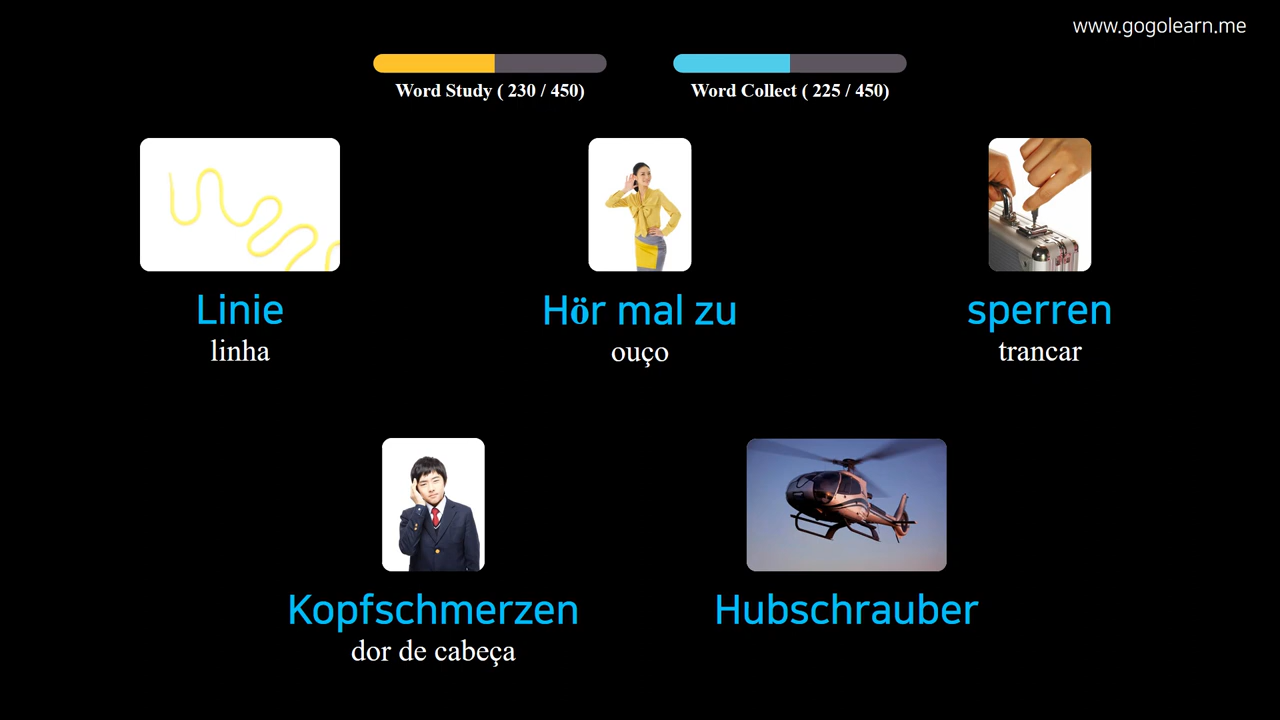 www.gogolearn.me
Word Study ( 230 / 450)
Word Collect ( 225 / 450)
Linie
linha
Hör mal zu
ouço
sperren
trancar
Kopfschmerzen
dor de cabeça
Hubschrauber